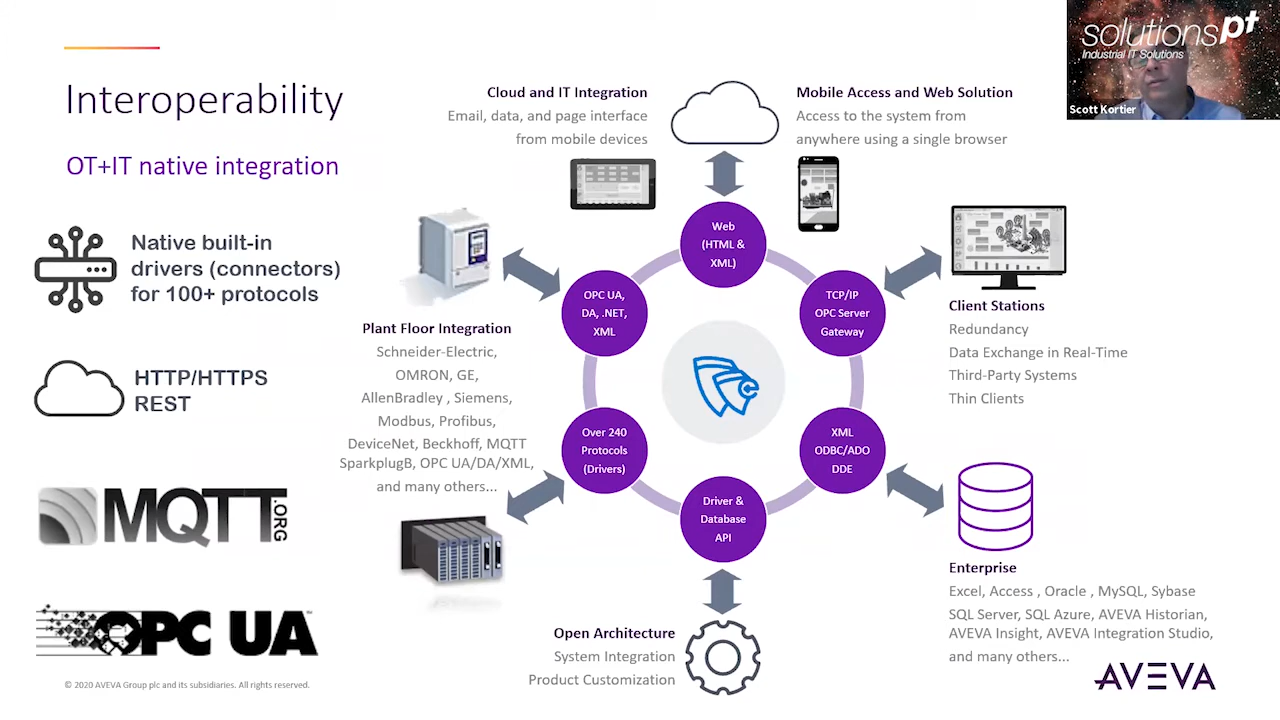 Interoperability
OT+IT native integration
Native built-in
drivers (connectors)
for 100+ protocols
HTTP/HTTPS
REST
MQTT.ORG
OPC UA
Cloud and IT Integration
Email, data, and page interface
from mobile devices
Mobile Access and Web Solution
Access to the system from
anywhere using a single browser
solutionspt
Industrial IT Solutions
Scott Kortier
Web
(HTML &
XML)
OPC UA,
DA, .NET,
XML
TCP/IP
OPC Server
Gateway
Over 240
Protocols
(Drivers)
XML
ODBC/ADO
DDE
Driver &
Database
API
Plant Floor Integration
Schneider-Electric,
OMRON, GE,
AllenBradley , Siemens,
Modbus, Profibus,
DeviceNet, Beckhoff, MQTT
SparkplugB, OPC UA/DA/XML,
and many others...
Client Stations
Redundancy
Data Exchange in Real-Time
Third-Party Systems
Thin Clients
Enterprise
Excel, Access , Oracle , MySQL, Sybase
SQL Server, SQL Azure, AVEVA Historian,
AVEVA Insight, AVEVA Integration Studio,
and many others...
Open Architecture
System Integration
Product Customization
© 2020 AVEVA Group plc and its subsidiaries. All rights reserved.
AVEVA